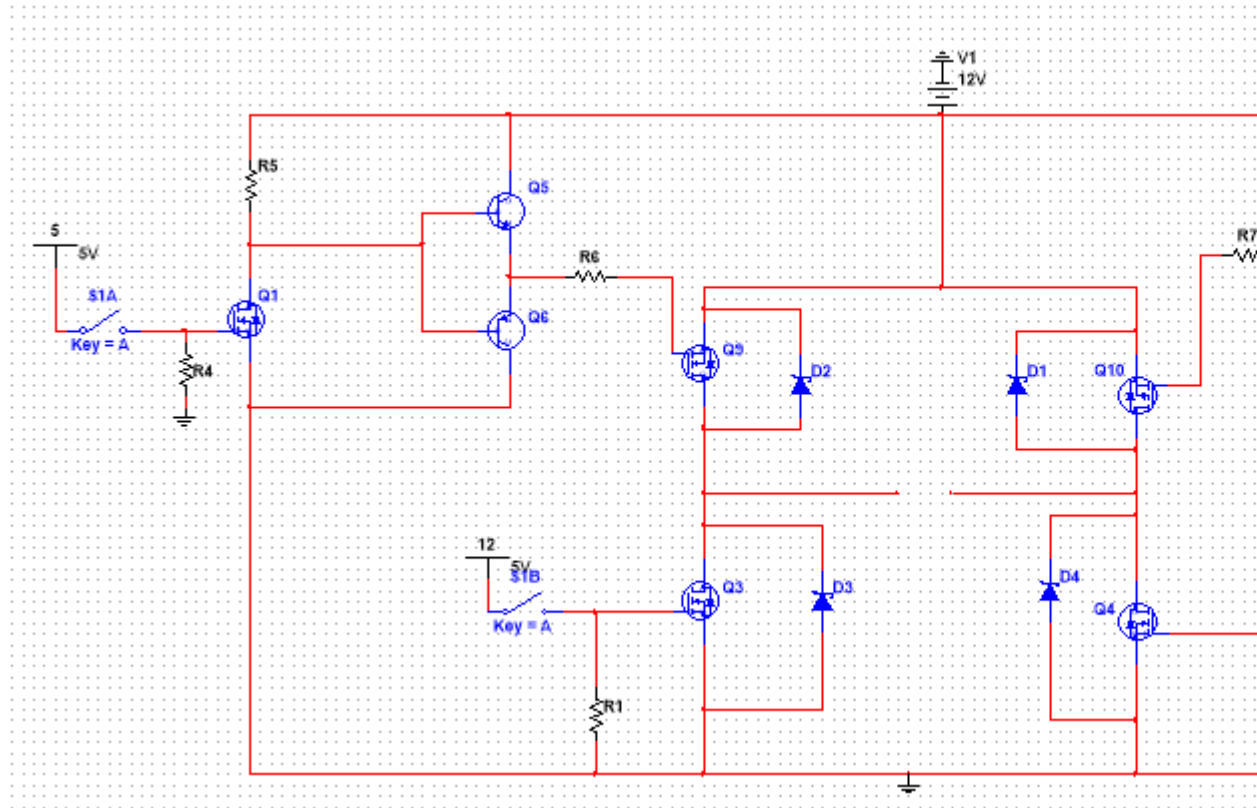 V1
12V
R5
Q5
5
5V
R7
R6
S1A
Q1
Q6
Key = A
Q9
R4
D2
D1
Q10
12
5V
S1B
Q3
D3
D4
Q4
Key = A
R1